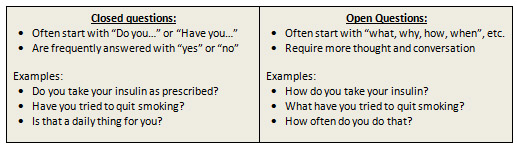 Closed questions:
• Often start with “Do you…” or “Have you…”
• Are frequently answered with “yes” or “no”
Examples:
• Do you take your insulin as prescribed?
• Have you tried to quit smoking?
• Is that a daily thing for you?
Open Questions:
• Often start with “what, why, how, when”, etc.
• Require more thought and conversation
Examples:
• How do you take your insulin?
• What have you tried to quit smoking?
• How often do you do that?